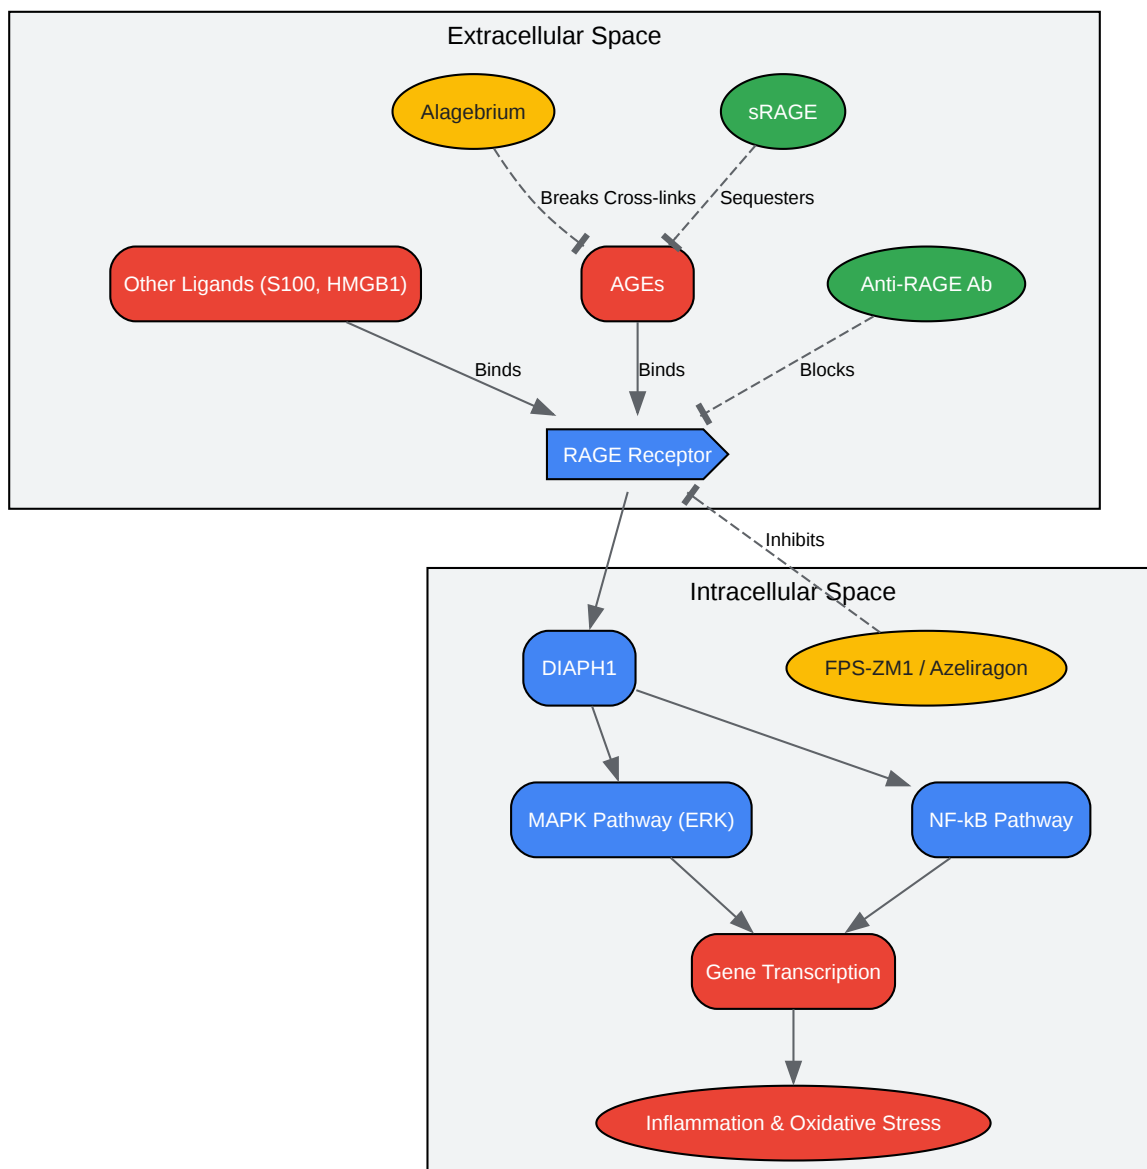 Extracellular Space
Alagebrium
sRAGE
Breaks Cross-links
Sequesters
Other Ligands (S100, HMGB1)
AGEs
Anti-RAGE Ab
Binds
Binds
Blocks
RAGE Receptor
Inhibits
Intracellular Space
DIAPH1
FPS-ZM1 / Azeliragon
MAPK Pathway (ERK)
NF-kB Pathway
Gene Transcription
Inflammation & Oxidative Stress